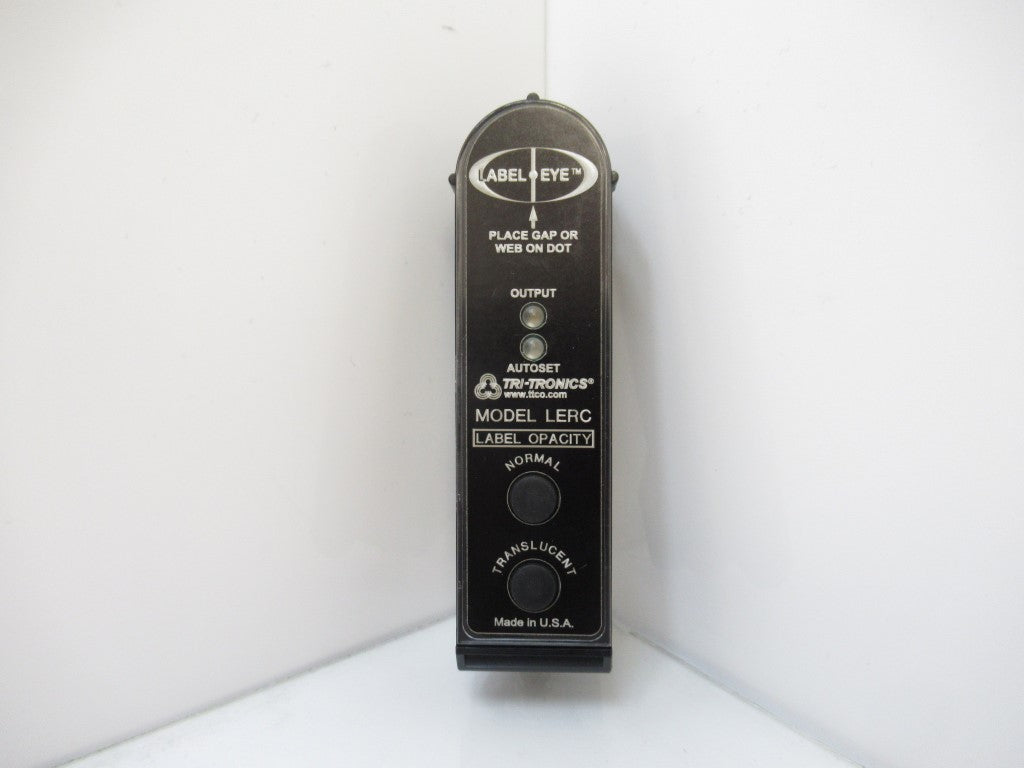 LABEL EYE™
PLACE GAP OR
WEB ON DOT
OUTPUT
AUTOSET
TRI-TRONICS®
www.ttco.com
MODEL LERC
LABEL OPACITY
NORMAL
TRANSLUCENT
Made in U.S.A.